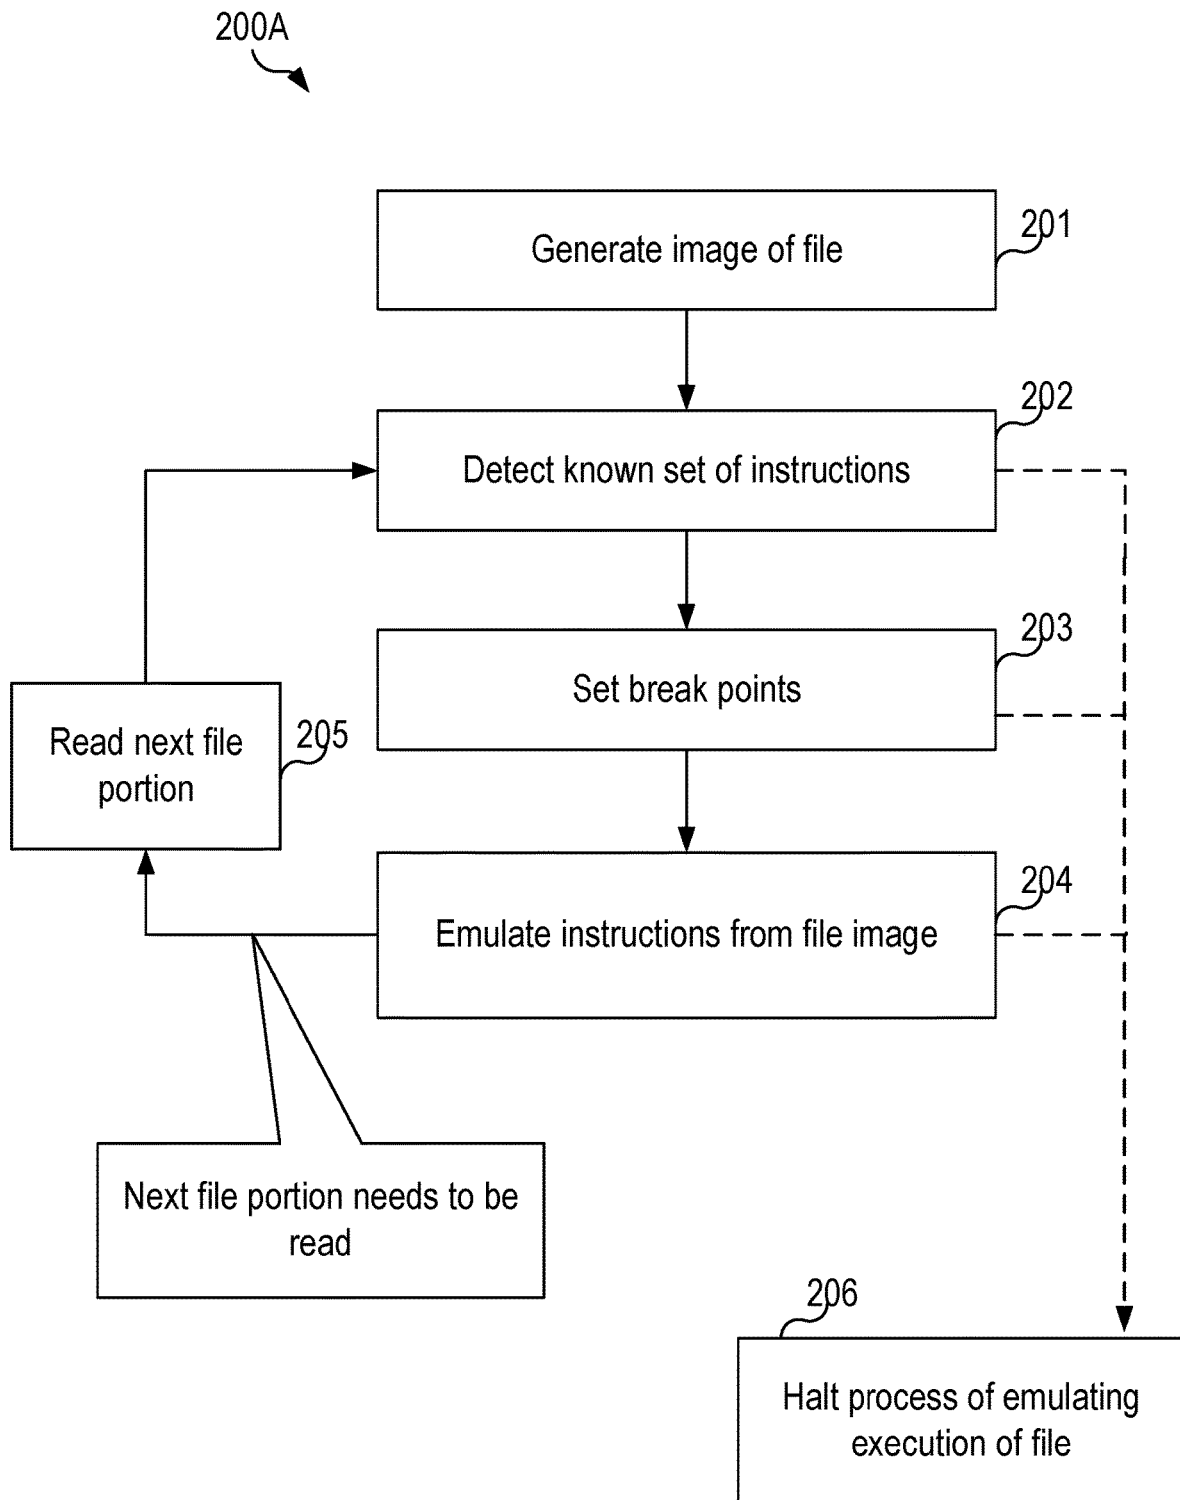 200A
Generate image of file
201
Detect known set of instructions
202
Set break points
203
Read next file
portion
205
Emulate instructions from file image
204
Next file portion needs to be
read
206
Halt process of emulating
execution of file